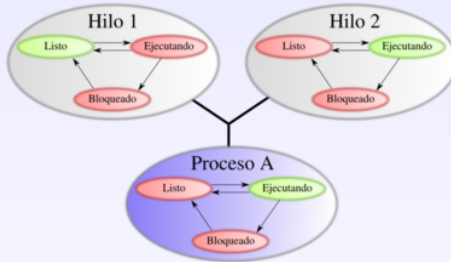 Hilo 1
Listo
Ejecutando
Bloqueado
Hilo 2
Listo
Ejecutando
Bloqueado
Proceso A
Listo
Ejecutando
Bloqueado